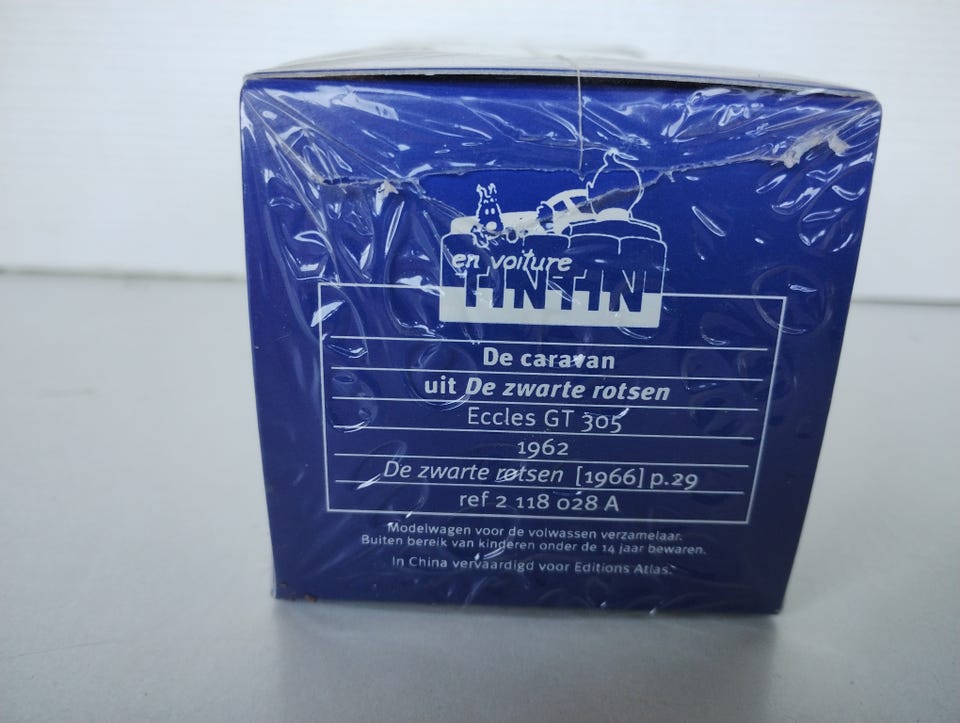 en voiture
TINTIN
De caravan
uit De zwarte rotsen
Eccles GT 305
1962
De zwarte rotsen [1966] p.29
ref 2 118 028 A
Modelwagen voor de volwassen verzamelaar.
Buiten bereik van kinderen onder de 14 jaar bewaren.
In China vervaardigd voor Editions Atlas.